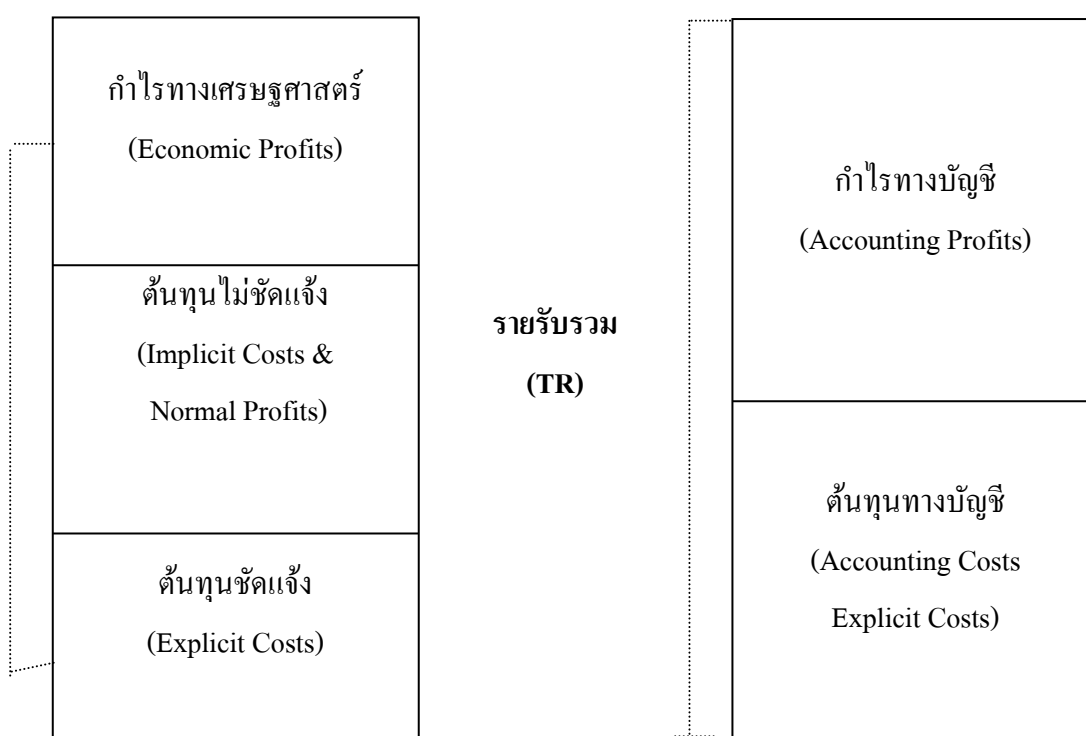 กำไรทางเศรษฐศาสตร์
(Economic Profits)
ต้นทุนไม่ชัดแจ้ง
(Implicit Costs &
Normal Profits)
ต้นทุนชัดแจ้ง
(Explicit Costs)
รายรับรวม
(TR)
กำไรทางบัญชี
(Accounting Profits)
ต้นทุนทางบัญชี
(Accounting Costs
Explicit Costs)